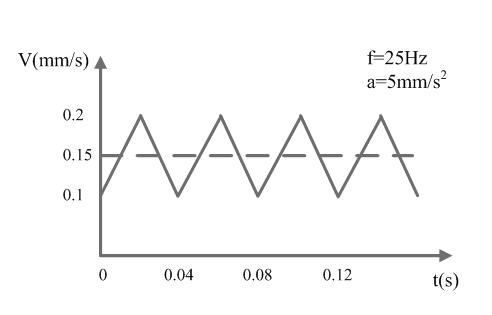 V(mm/s)
f=25Hz
a=5mm/s²
0.2
0.15
0.1
0 0.04 0.08 0.12
t(s)